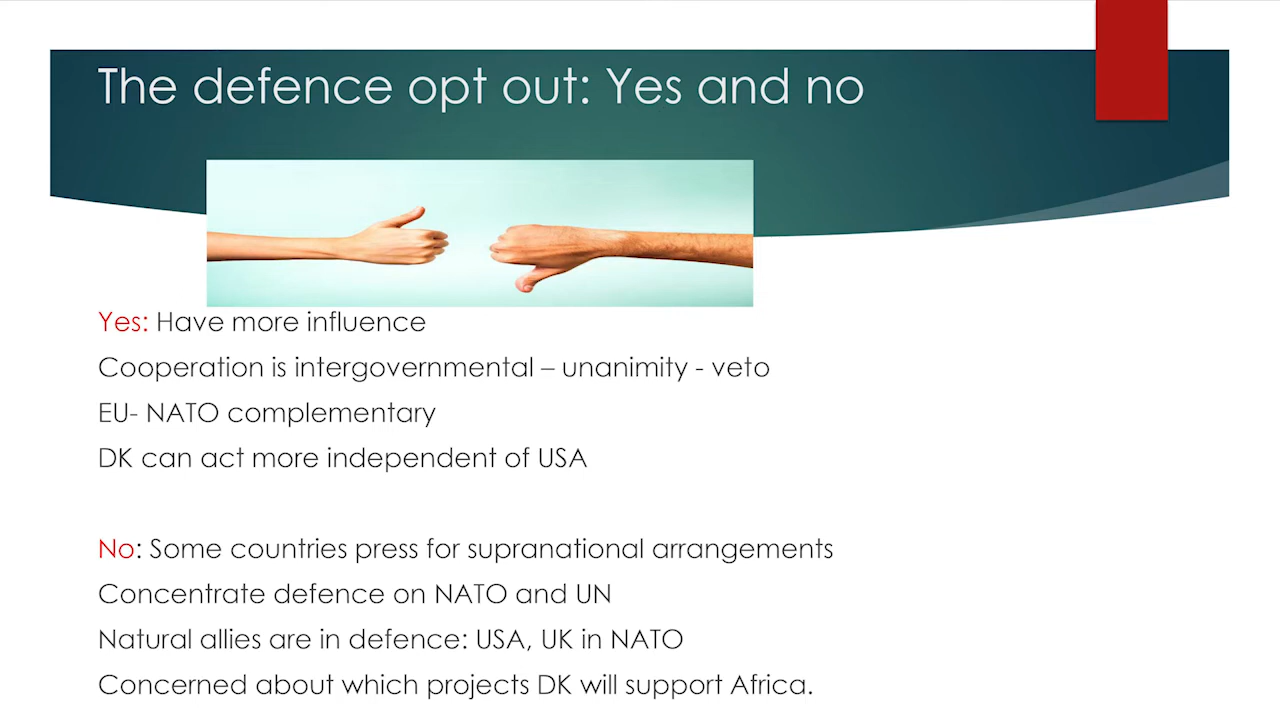 The defence opt out: Yes and no
Yes: Have more influence
Cooperation is intergovernmental – unanimity - veto
EU- NATO complementary
DK can act more independent of USA
No: Some countries press for supranational arrangements
Concentrate defence on NATO and UN
Natural allies are in defence: USA, UK in NATO
Concerned about which projects DK will support Africa.